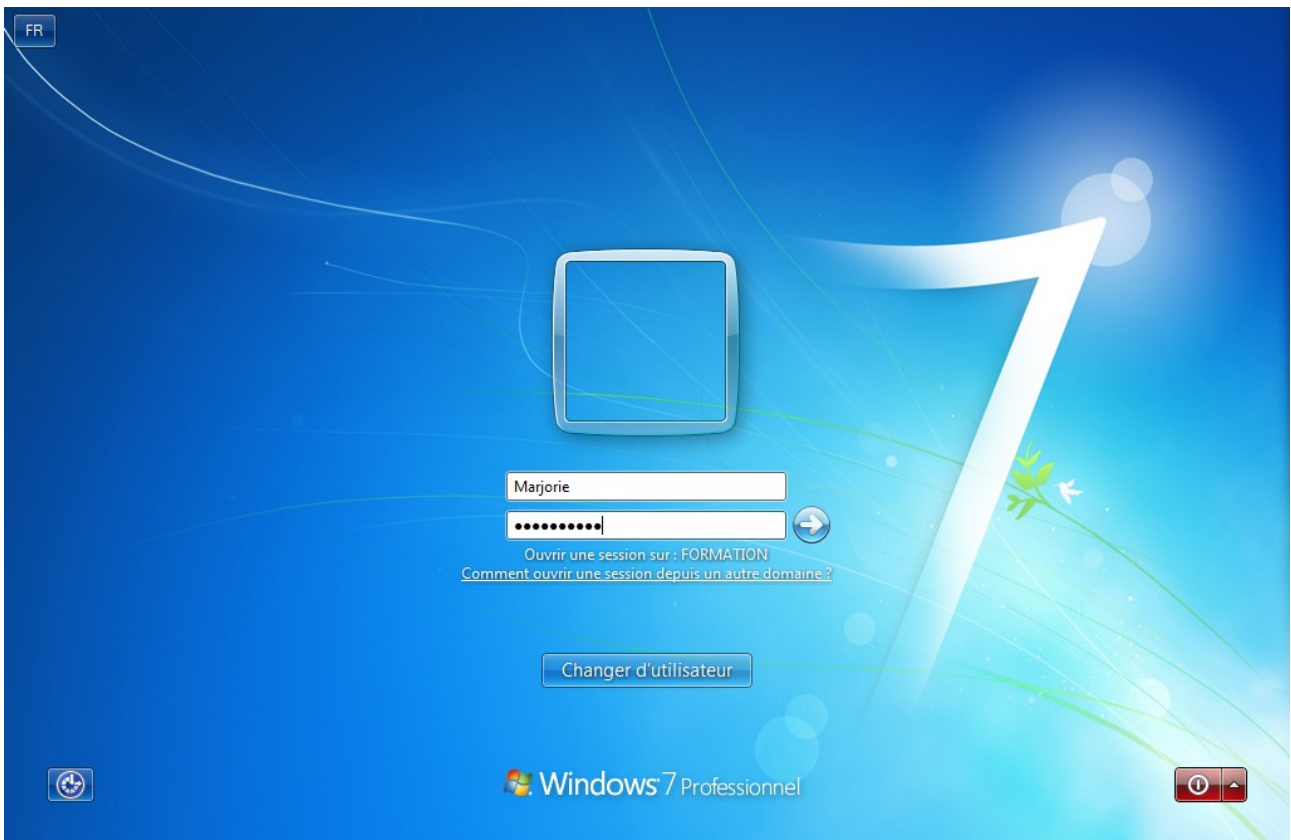 FR
Marjorie
••••••••••
Ouvrir une session sur : FORMATION
Comment ouvrir une session depuis un autre domaine ?
Changer d'utilisateur
7
Windows 7 Professionnel